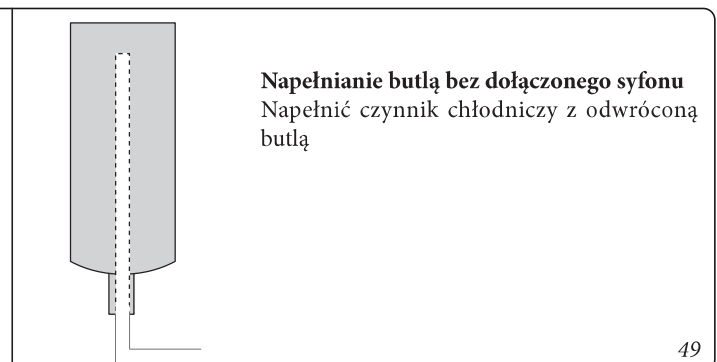 Napełnianie butlą bez dołączonego syfonu
Napełnić czynnik chłodniczy z odwróconą
butlą
49